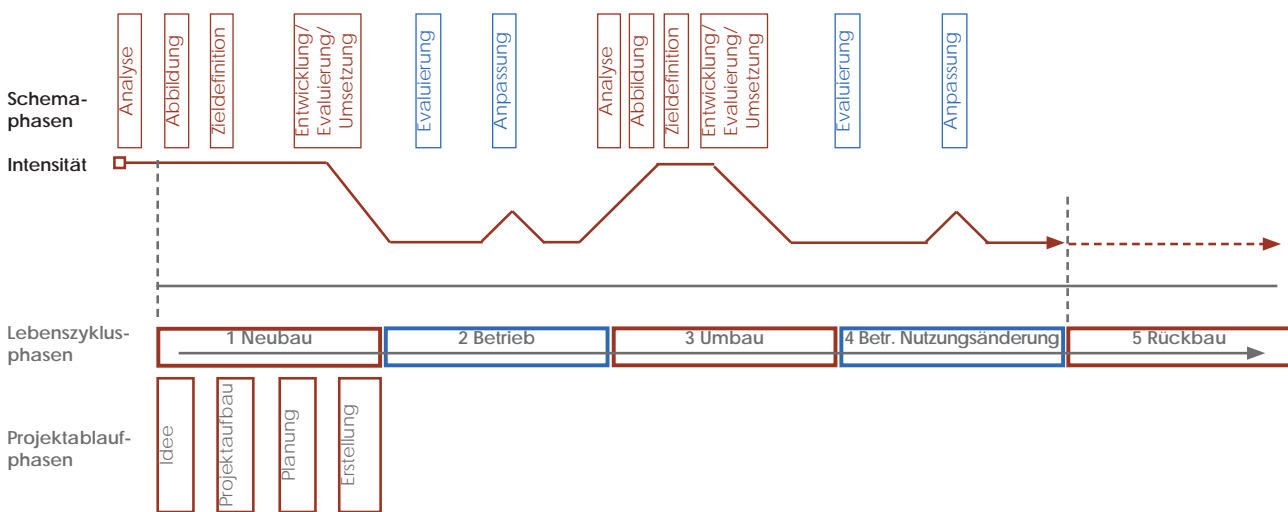 Schema-
phasen
Analyse
Abbildung
Zieldefinition
Entwicklung/
Evaluierung/
Umsetzung
Evaluierung
Anpassung
Analyse
Abbildung
Zieldefinition
Entwicklung/
Evaluierung/
Umsetzung
Evaluierung
Anpassung
Intensität
Lebenszyklus-
phasen
1 Neubau
2 Betrieb
3 Umbau
4 Betr. Nutzungsänderung
5 Rückbau
Projektablauf-
phasen
Idee
Projektaufbau
Planung
Erstellung